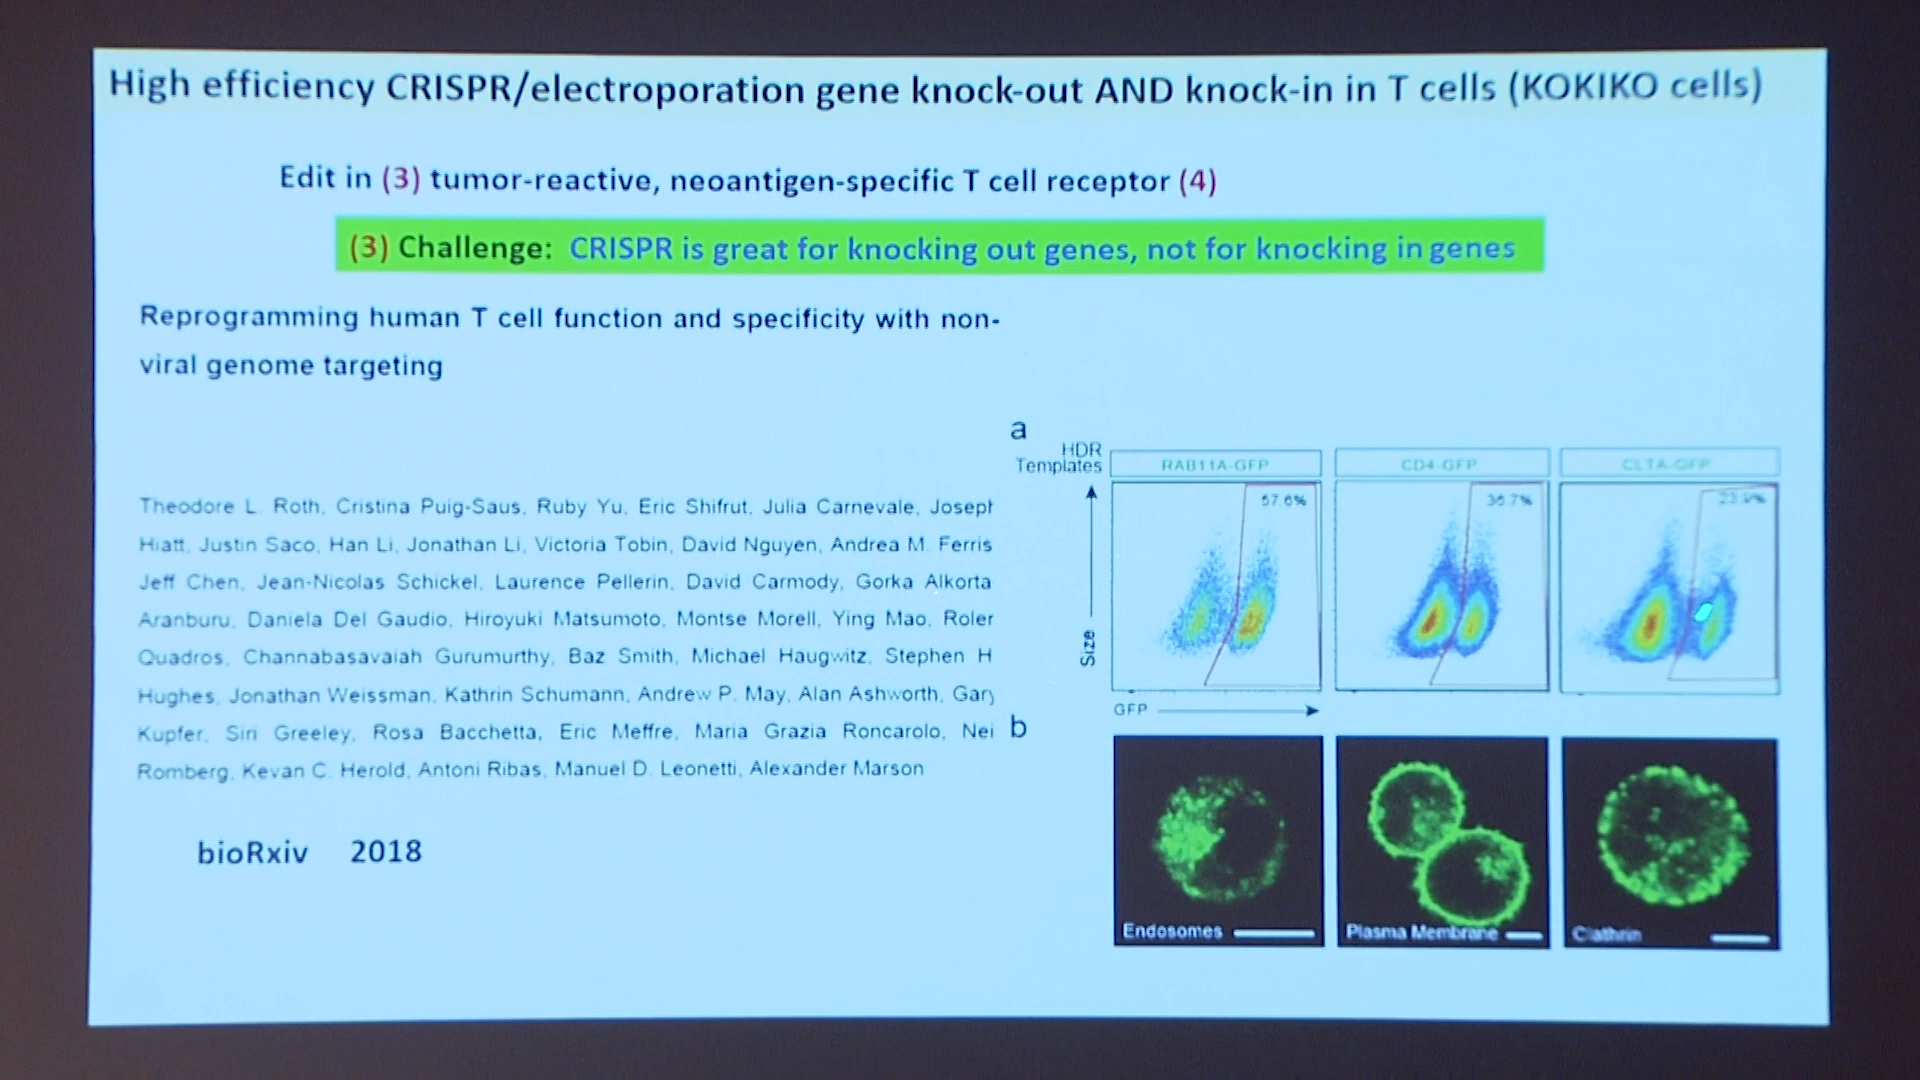 High efficiency CRISPR/electroporation gene knock-out AND knock-in in T cells (KOKIKO cells)
Edit in (3) tumor-reactive, neoantigen-specific T cell receptor (4)
(3) Challenge: CRISPR is great for knocking out genes, not for knocking in genes
Reprogramming human T cell function and specificity with non-
viral genome targeting
Theodore L. Roth, Cristina Puig-Saus, Ruby Yu, Eric Shifrut, Julia Carnevale, Joseph
Hiatt, Justin Saco, Han Li, Jonathan Li, Victoria Tobin, David Nguyen, Andrea M. Ferris
Jeff Chen, Jean-Nicolas Schickel, Laurence Pellerin, David Carmody, Gorka Alkorta
Aranburu, Daniela Del Gaudio, Hiroyuki Matsumoto, Montse Morell, Ying Mao, Roler
Quadros, Channabasavaiah Gurumurthy, Baz Smith, Michael Haugwitz, Stephen H
Hughes, Jonathan Weissman, Kathrin Schumann, Andrew P. May, Alan Ashworth, Gary
Kupfer, Siri Greeley, Rosa Bacchetta, Eric Meffre, Maria Grazia Roncarolo, Nei
Romberg, Kevan C. Herold, Antoni Ribas, Manuel D. Leonetti, Alexander Marson
bioRxiv 2018
a
HDR
Templates
RAB11A-GFP
CD4-GFP
CLTA-GFP
57.6%
36.7%
23.9%
Size
GFP
b
Endosomes
Plasma Membrane
Clathrin